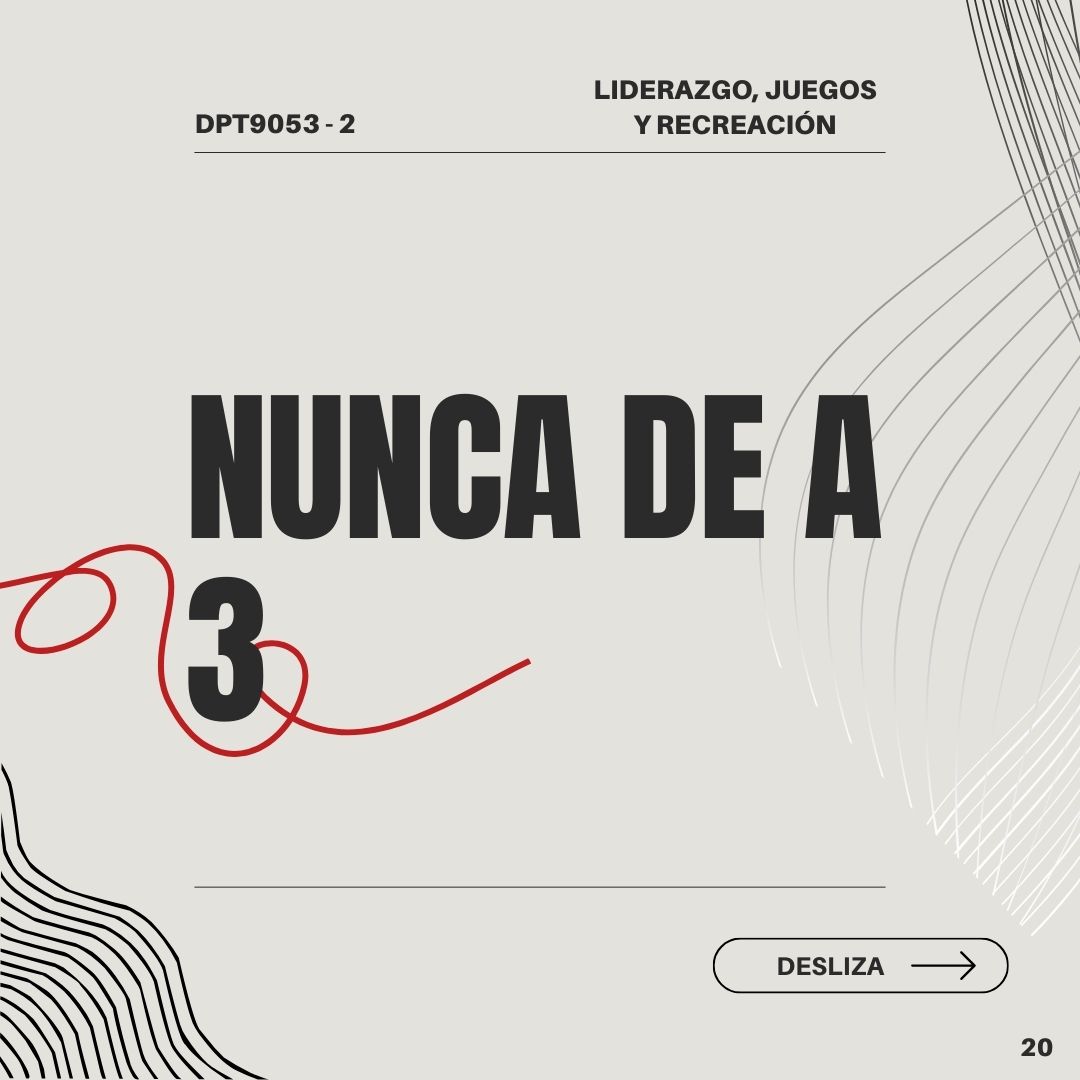 DPT9053 - 2
LIDERAZGO, JUEGOS
Y RECREACIÓN
NUNCA DE A
3
DESLIZA
20